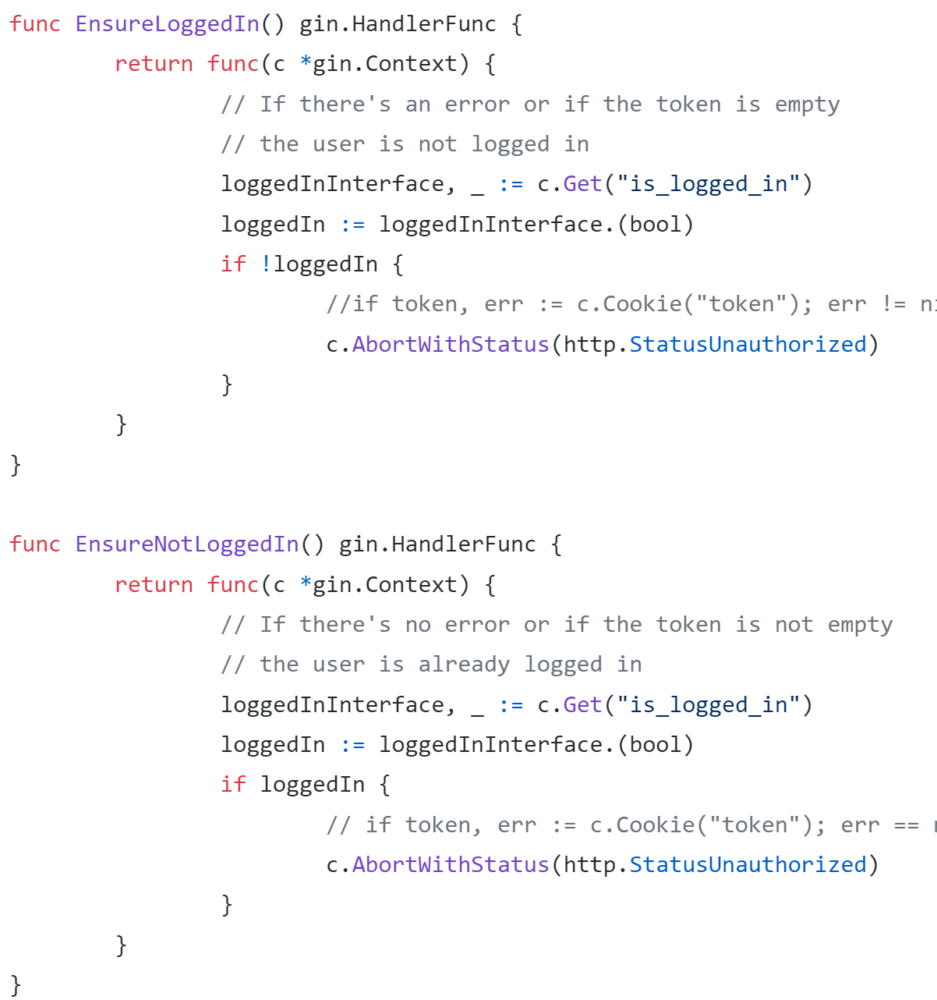 func EnsureLoggedIn() gin.HandlerFunc {
return func(c *gin.Context) {
// If there's an error or if the token is empty
// the user is not logged in
loggedInInterface, _ := c.Get("is_logged_in")
loggedIn := loggedInInterface.(bool)
if !loggedIn {
//if token, err := c.Cookie("token"); err !=
c.AbortWithStatus(http.StatusUnauthorized)
}
}
}
func EnsureNotLoggedIn() gin.HandlerFunc {
return func(c *gin.Context) {
// If there's no error or if the token is not empty
// the user is already logged in
loggedInInterface, _ := c.Get("is_logged_in")
loggedIn := loggedInInterface.(bool)
if loggedIn {
// if token, err := c.Cookie("token"); err ==
c.AbortWithStatus(http.StatusUnauthorized)
}
}
}